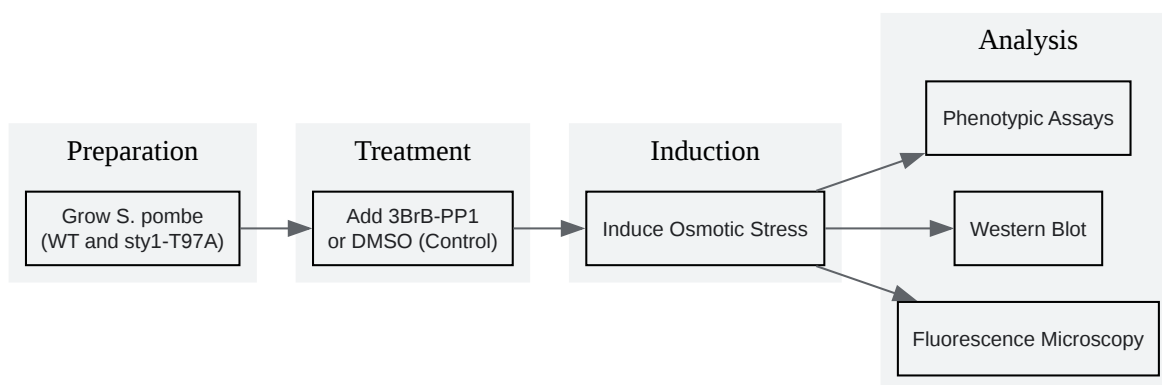 Preparation
Grow S. pombe
(WT and sty1-T97A)
Treatment
Add 3BrB-PP1
or DMSO (Control)
Induction
Induce Osmotic Stress
Analysis
Phenotypic Assays
Western Blot
Fluorescence Microscopy